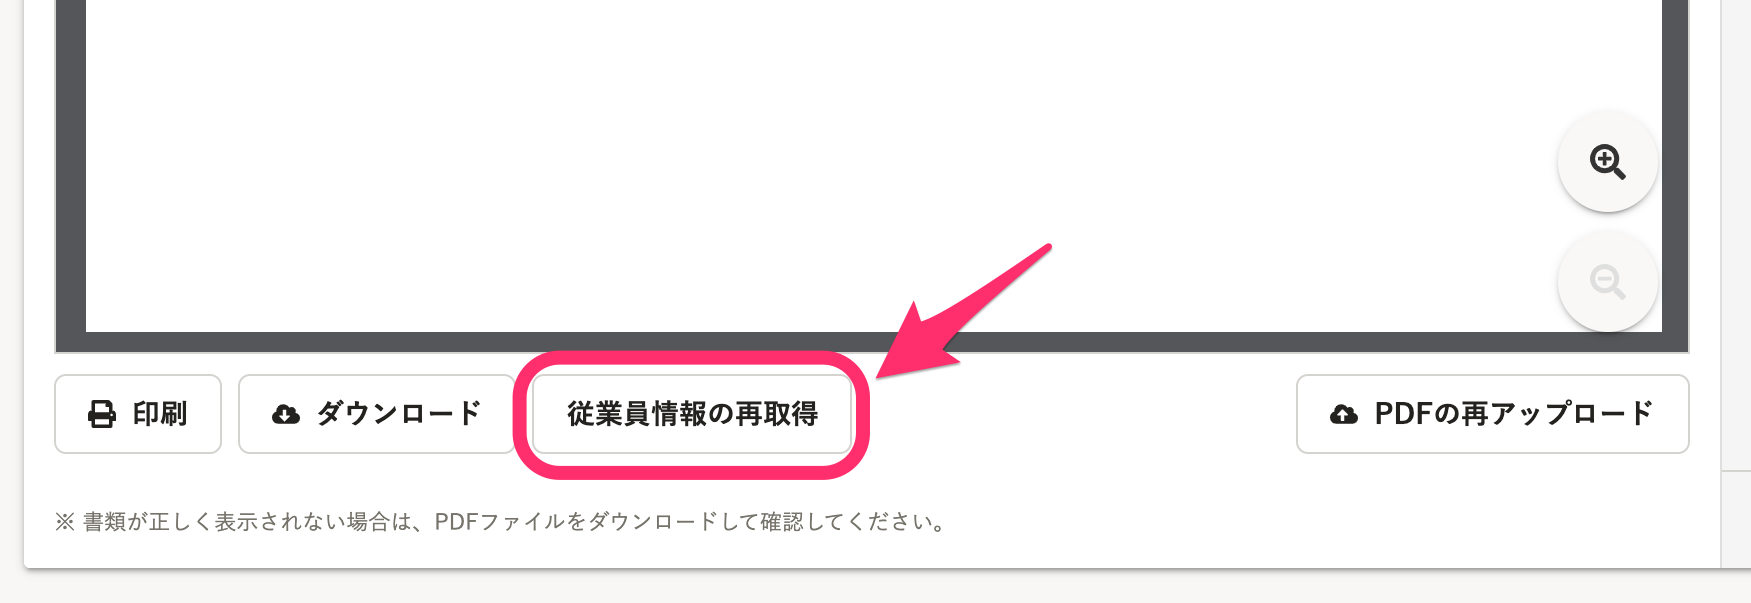 印刷 ダウンロード 従業員情報の再取得 PDFの再アップロード
※ 書類が正しく表示されない場合は、PDFファイルをダウンロードして確認してください。